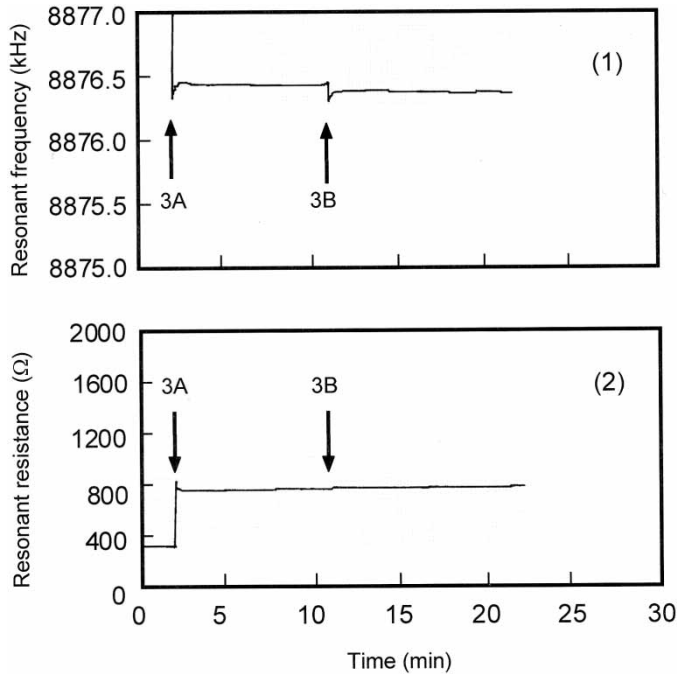 8877.0
8876.5
8876.0
8875.5
8875.0
Resonant frequency (kHz)
(1)
3A
3B
2000
1600
1200
800
400
0
Resonant resistance (Ω)
(2)
3A
3B
0 5 10 15 20 25 30
Time (min)